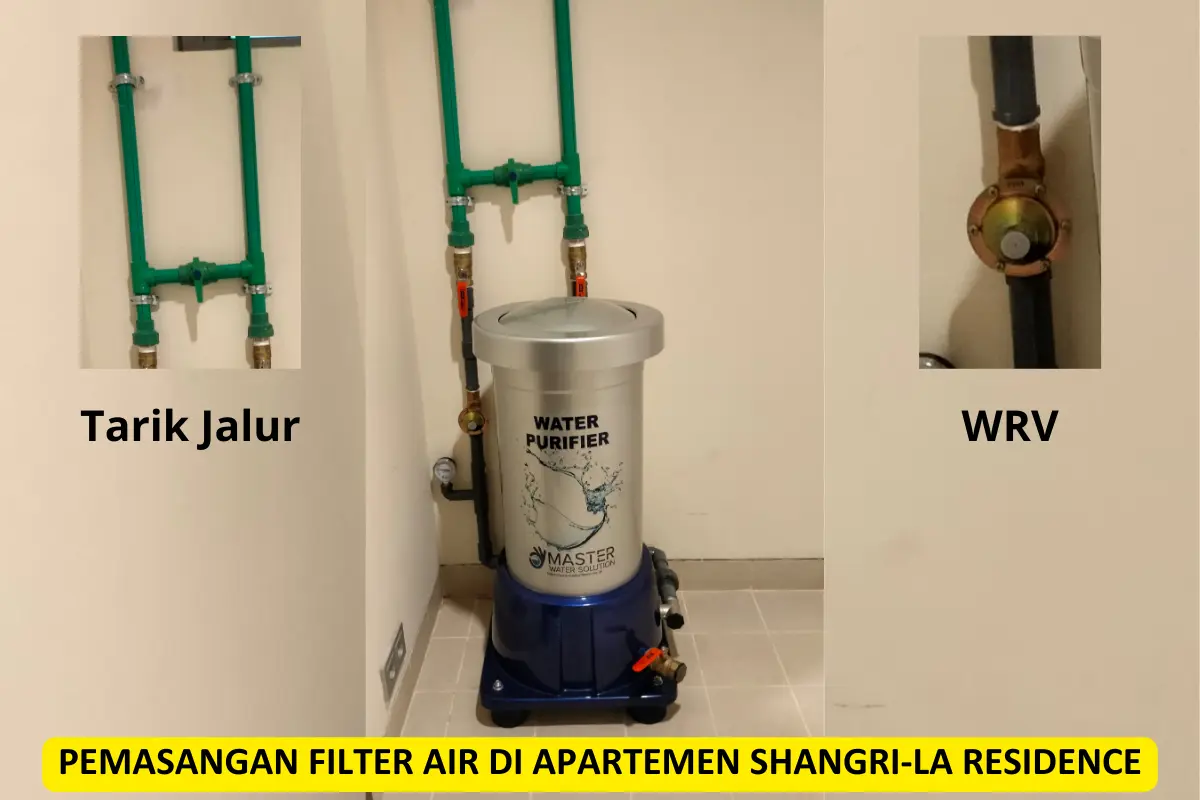 Tarik Jalur
WRV
WATER
PURIFIER
MASTER
WATER SOLUTION
PEMASANGAN FILTER AIR DI APARTEMEN SHANGRI-LA RESIDENCE